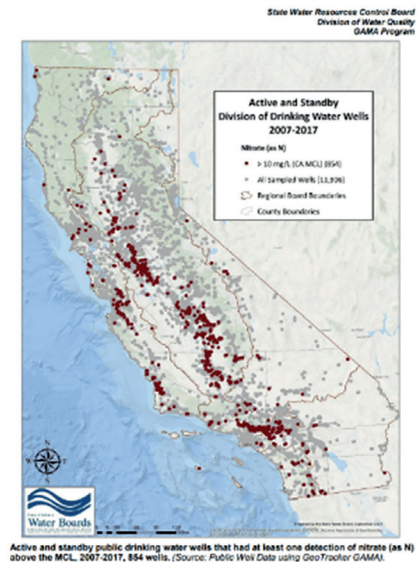 State Water Resources Control Board
Division of Water Quality
GAMA Program
Active and Standby
Division of Drinking Water Wells
2007-2017
Nitrate (as N)
> 10 mg/L (CA MCL) (854)
All Sampled Wells
Regional Board Boundaries
County Boundaries
N
Water Boards
Active and standby public drinking water wells that had at least one detection of nitrate (as N)
above the MCL, 2007-2017, 854 wells. (Source: Public Well Data using GeoTracker GAMA).